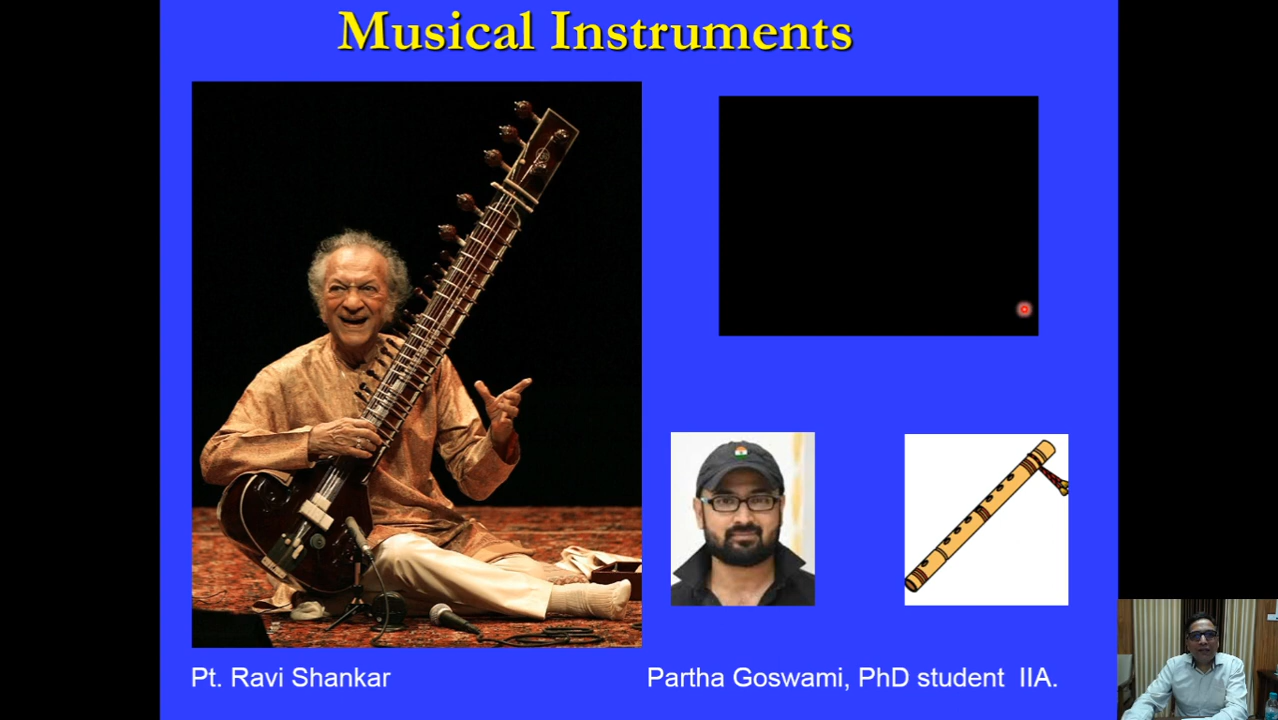 Musical Instruments
Pt. Ravi Shankar
Partha Goswami, PhD student IIA.